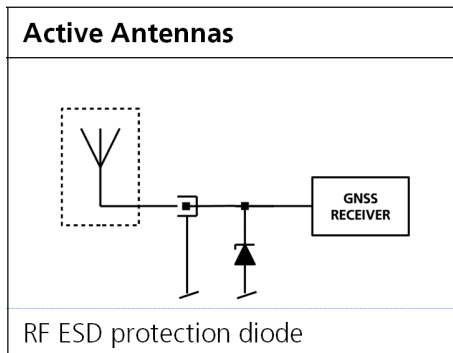 Active Antennas
GNSS
RECEIVER
RF ESD protection diode